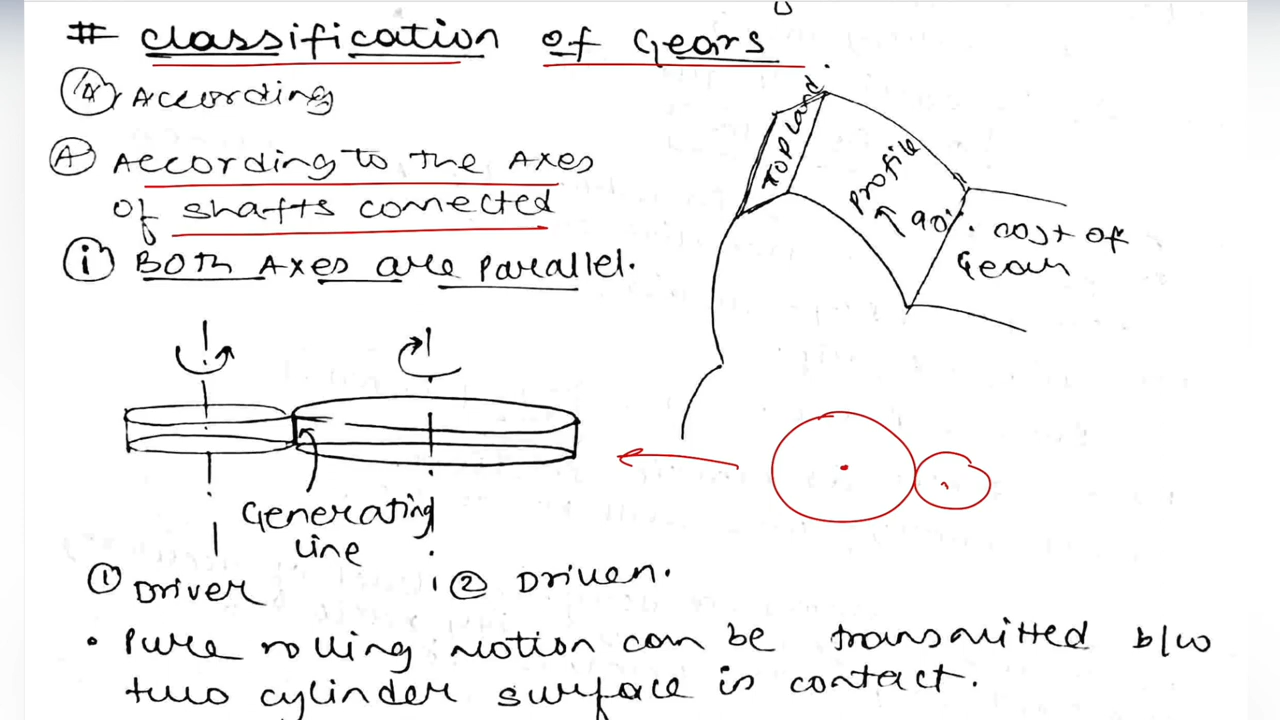 # classification of Gears
(A) According
(A) According to the Axes
of shafts connected
(i) Both Axes are parallel.
TOP Land
profile
90°
cost of
Gear
Generating
line
① Driver
② Driven.
• Pure rolling motion can be transmitted b/w
two cylinder surface in contact.